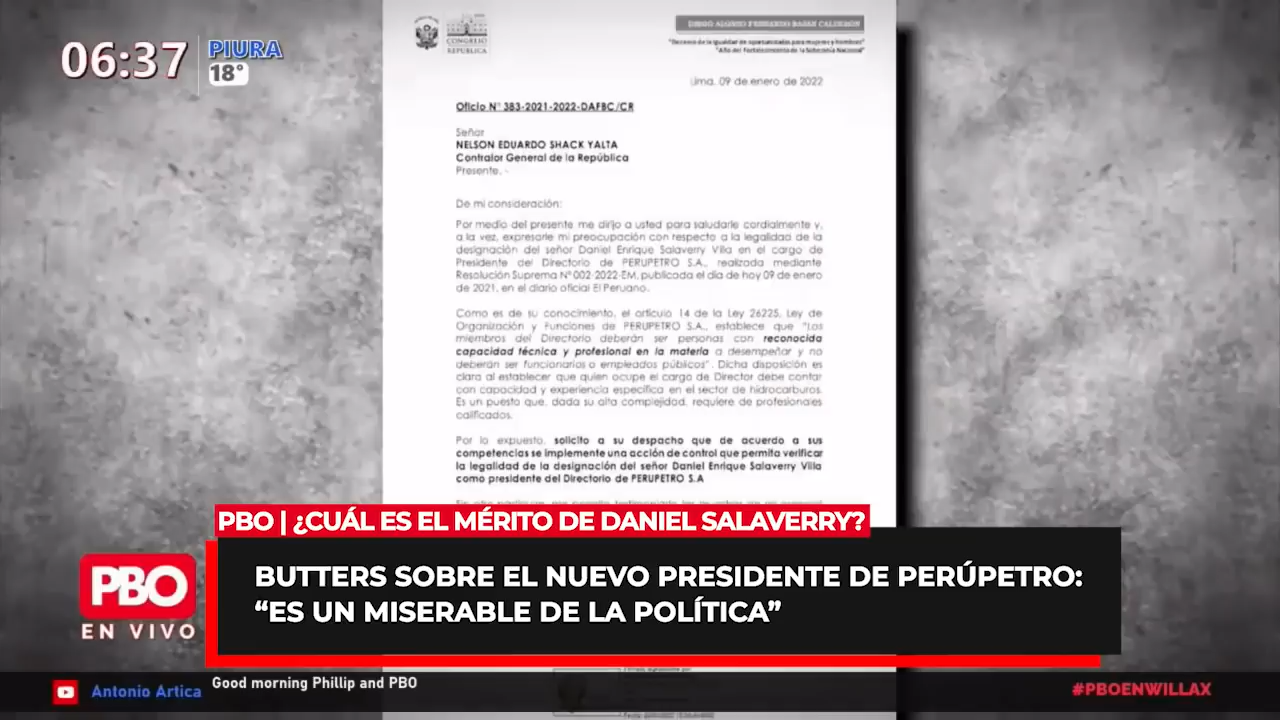 06:37
PIURA
18°
CONGRESO
REPÚBLICA
DIEGO ALONSO FERNANDO BAZAN CALDERÓN
"Decenio de la igualdad de oportunidades para mujeres y hombres"
"Año del Fortalecimiento de la Soberanía Nacional"
Lima, 09 de enero de 2022
Oficio N° 383-2021-2022-DAFBC/CR
Señor
NELSON EDUARDO SHACK YALTA
Contralor General de la República
Presente. -
De mi consideración:
Por medio del presente me dirijo a usted para saludarle cordialmente y,
a la vez, expresarle mi preocupación con respecto a la legalidad de la
designación del señor Daniel Enrique Salaverry Villa en el cargo de
Presidente del Directorio de PERUPETRO S.A., realizada mediante
Resolución Suprema N° 002-2022-EM, publicada el día de hoy 09 de enero
de 2021, en el diario oficial El Peruano.
Como es de su conocimiento, el artículo 14 de la Ley 26225, Ley de
Organización y Funciones de PERUPETRO S.A., establece que "Los
miembros del Directorio deberán ser personas con reconocida
capacidad técnica y profesional en la materia a desempeñar y no
deberán ser funcionarios o empleados públicos". Dicha disposición es
clara al establecer que quien ocupe el cargo de Director debe contar
con capacidad y experiencia específica en el sector de hidrocarburos.
Es un puesto que, dada su alta complejidad, requiere de profesionales
calificados.
Por lo expuesto, solicito a su despacho que de acuerdo a sus
competencias se implemente una acción de control que permita verificar
la legalidad de la designación del señor Daniel Enrique Salaverry Villa
como presidente del Directorio de PERUPETRO S.A
PBO | ¿CUÁL ES EL MÉRITO DE DANIEL SALAVERRY?
BUTTERS SOBRE EL NUEVO PRESIDENTE DE PERÚPETRO:
“ES UN MISERABLE DE LA POLÍTICA”
PBO
EN VIVO
Antonio Artica
Good morning Phillip and PBO
#PBOENWILLAX